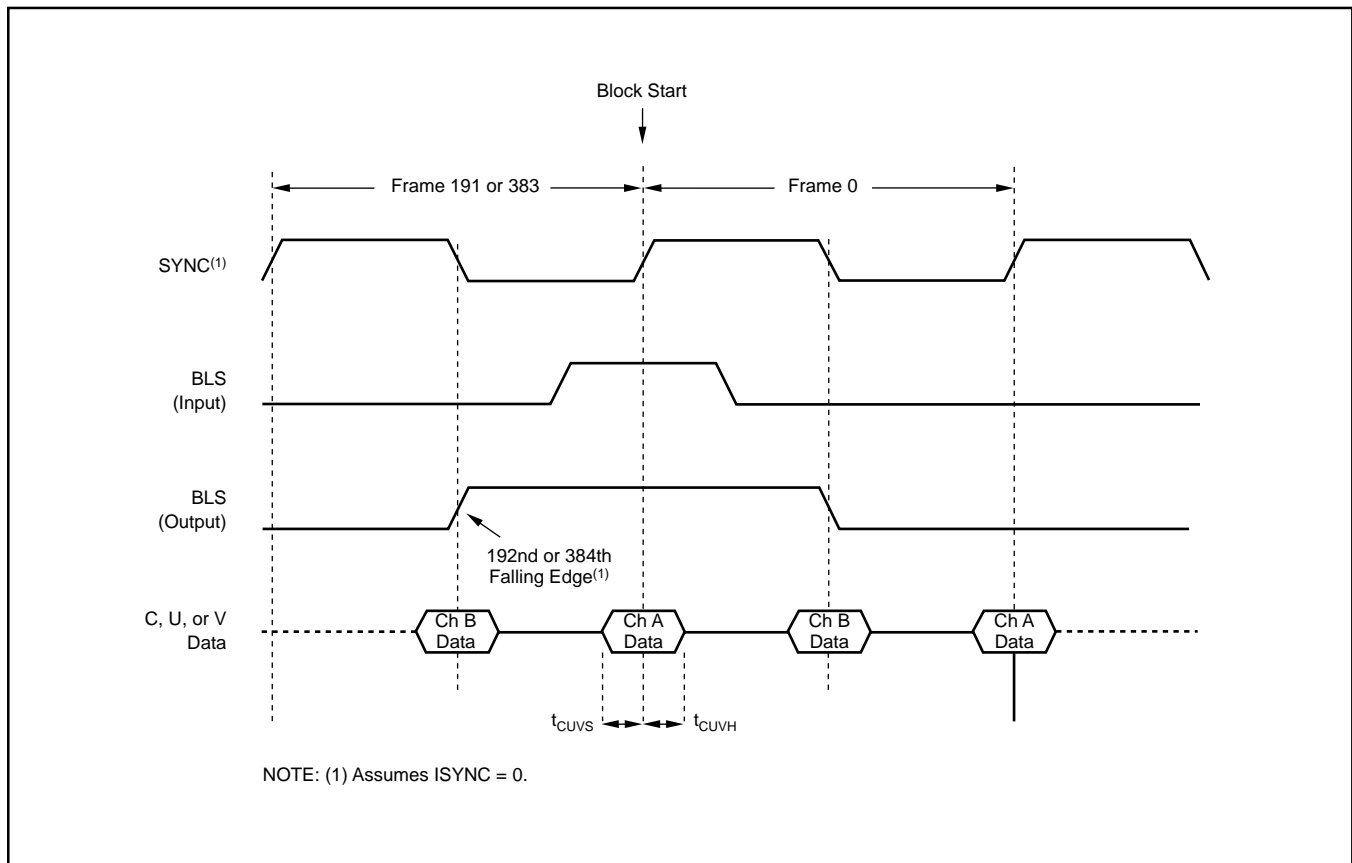 Block Start
Frame 191 or 383
Frame 0
SYNC(1)
BLS
(Input)
BLS
(Output)
192nd or 384th
Falling Edge(1)
C, U, or V
Data
Ch B
Data
Ch A
Data
Ch B
Data
Ch A
Data
tCUVS
tCUVH
NOTE: (1) Assumes ISYNC = 0.